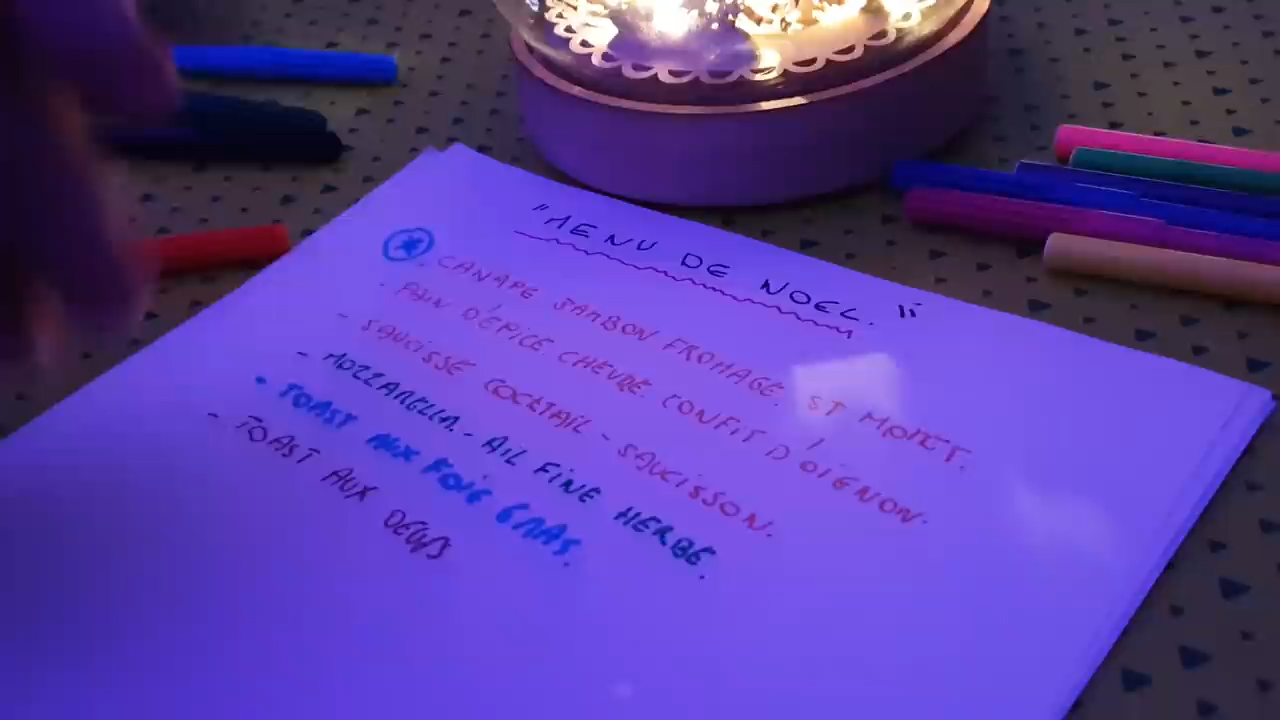 "MENU DE NOEL."
. CANAPE JAMBON FROMAGE. ST MORET.
. PAIN D'ÉPICE. CHEVRE. CONFIT D'OIGNON.
- SAUCISSE COCKTAIL - SAUCISSON.
- MOZZARELLA. - AIL FINE HERBE.
. TOAST AUX FOIE GRAS.
- TOAST AUX OEUFS